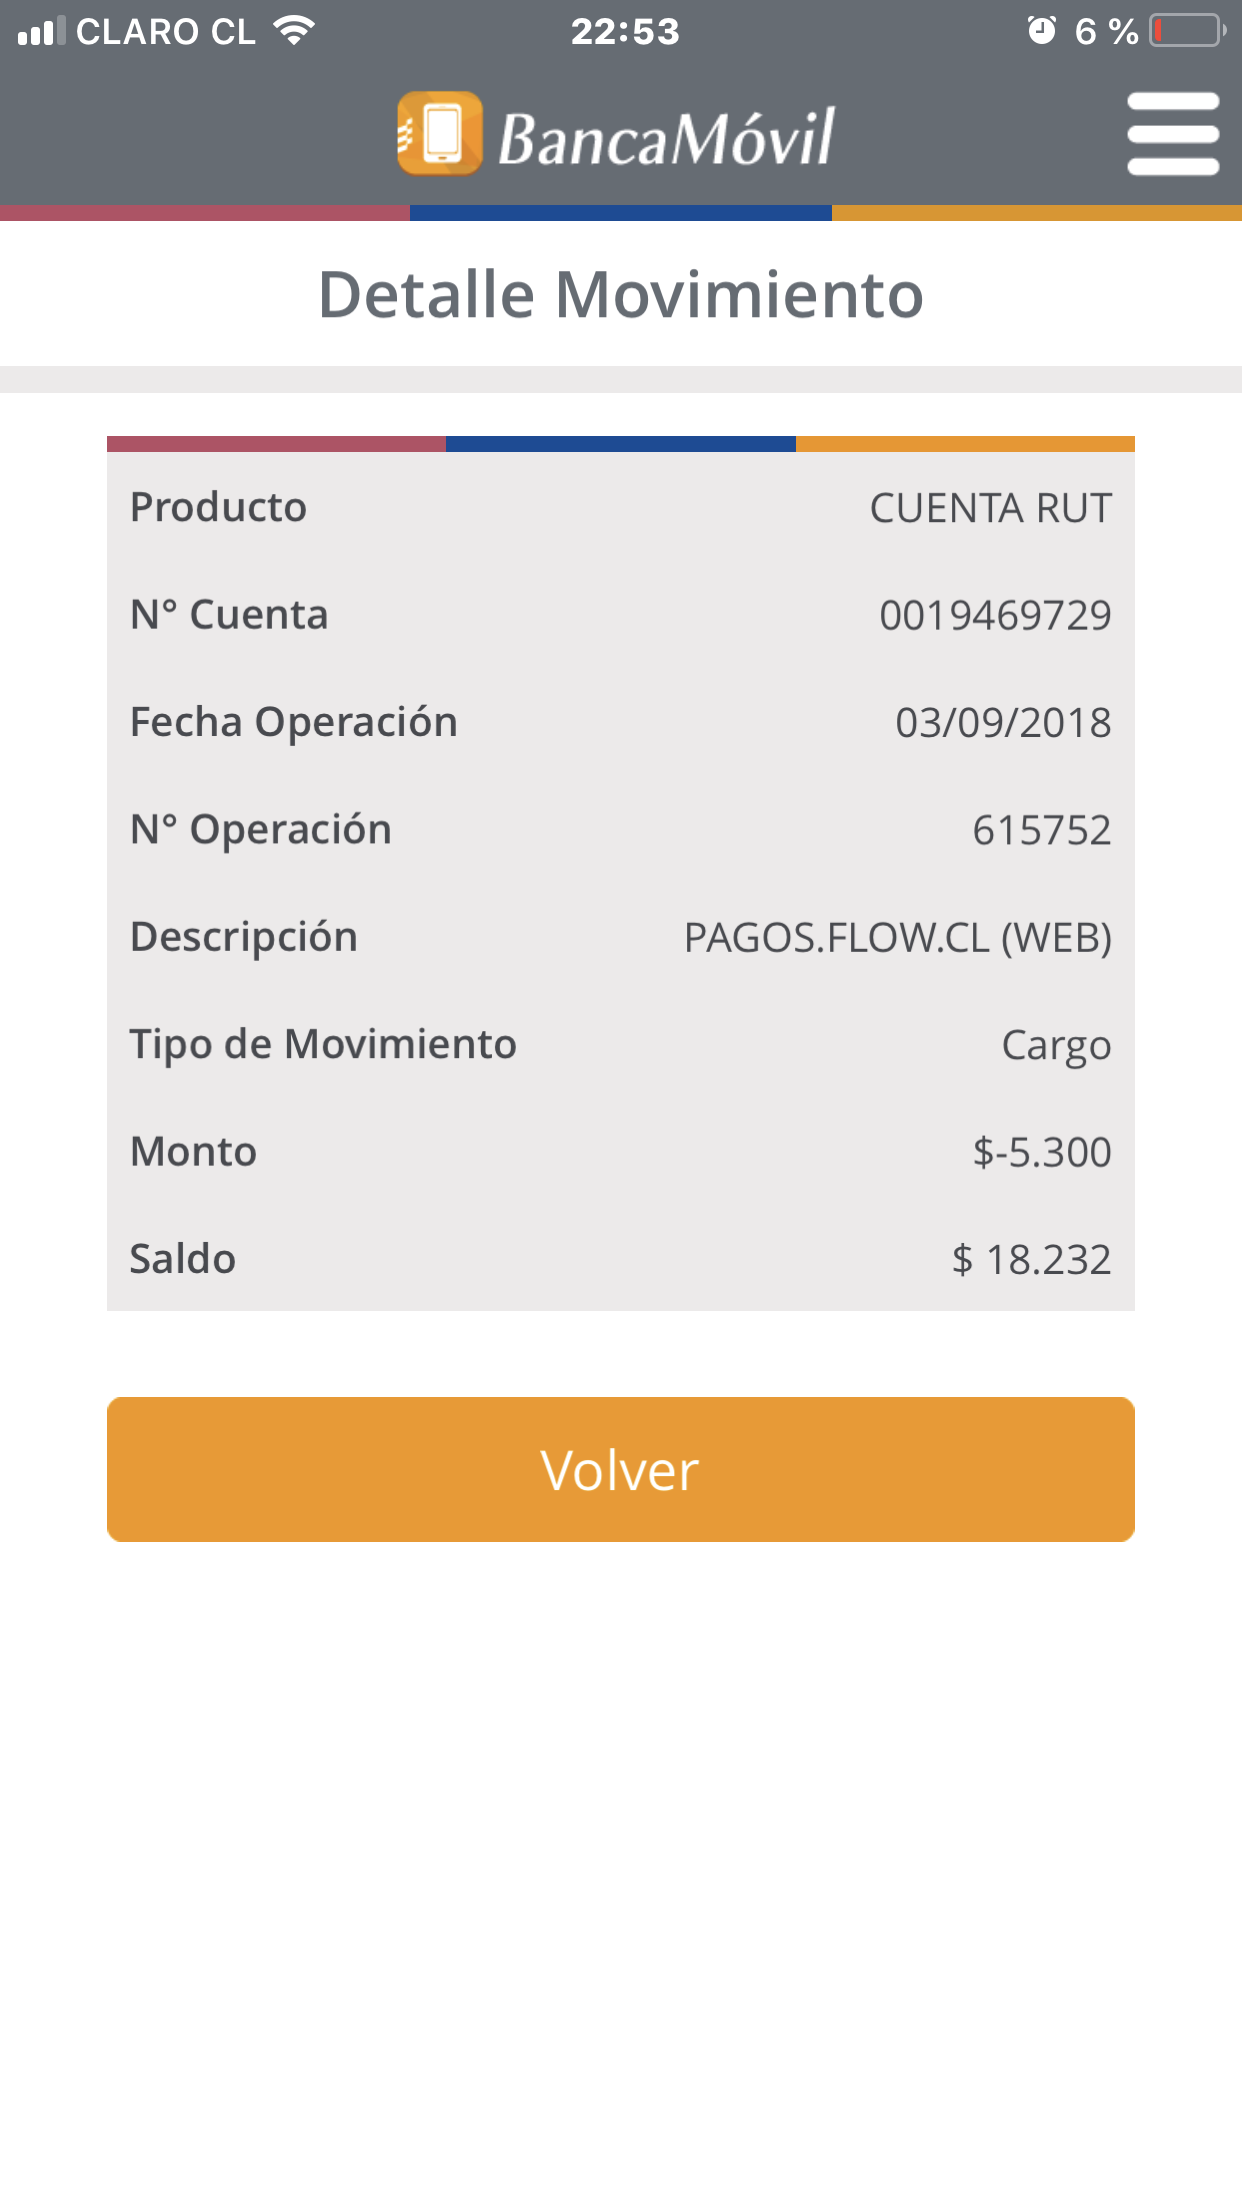 CLARO CL 22:53 6 %
BancaMóvil
Detalle Movimiento
Producto CUENTA RUT
N° Cuenta 0019469729
Fecha Operación 03/09/2018
N° Operación 615752
Descripción PAGOS.FLOW.CL (WEB)
Tipo de Movimiento Cargo
Monto $-5.300
Saldo $ 18.232
Volver